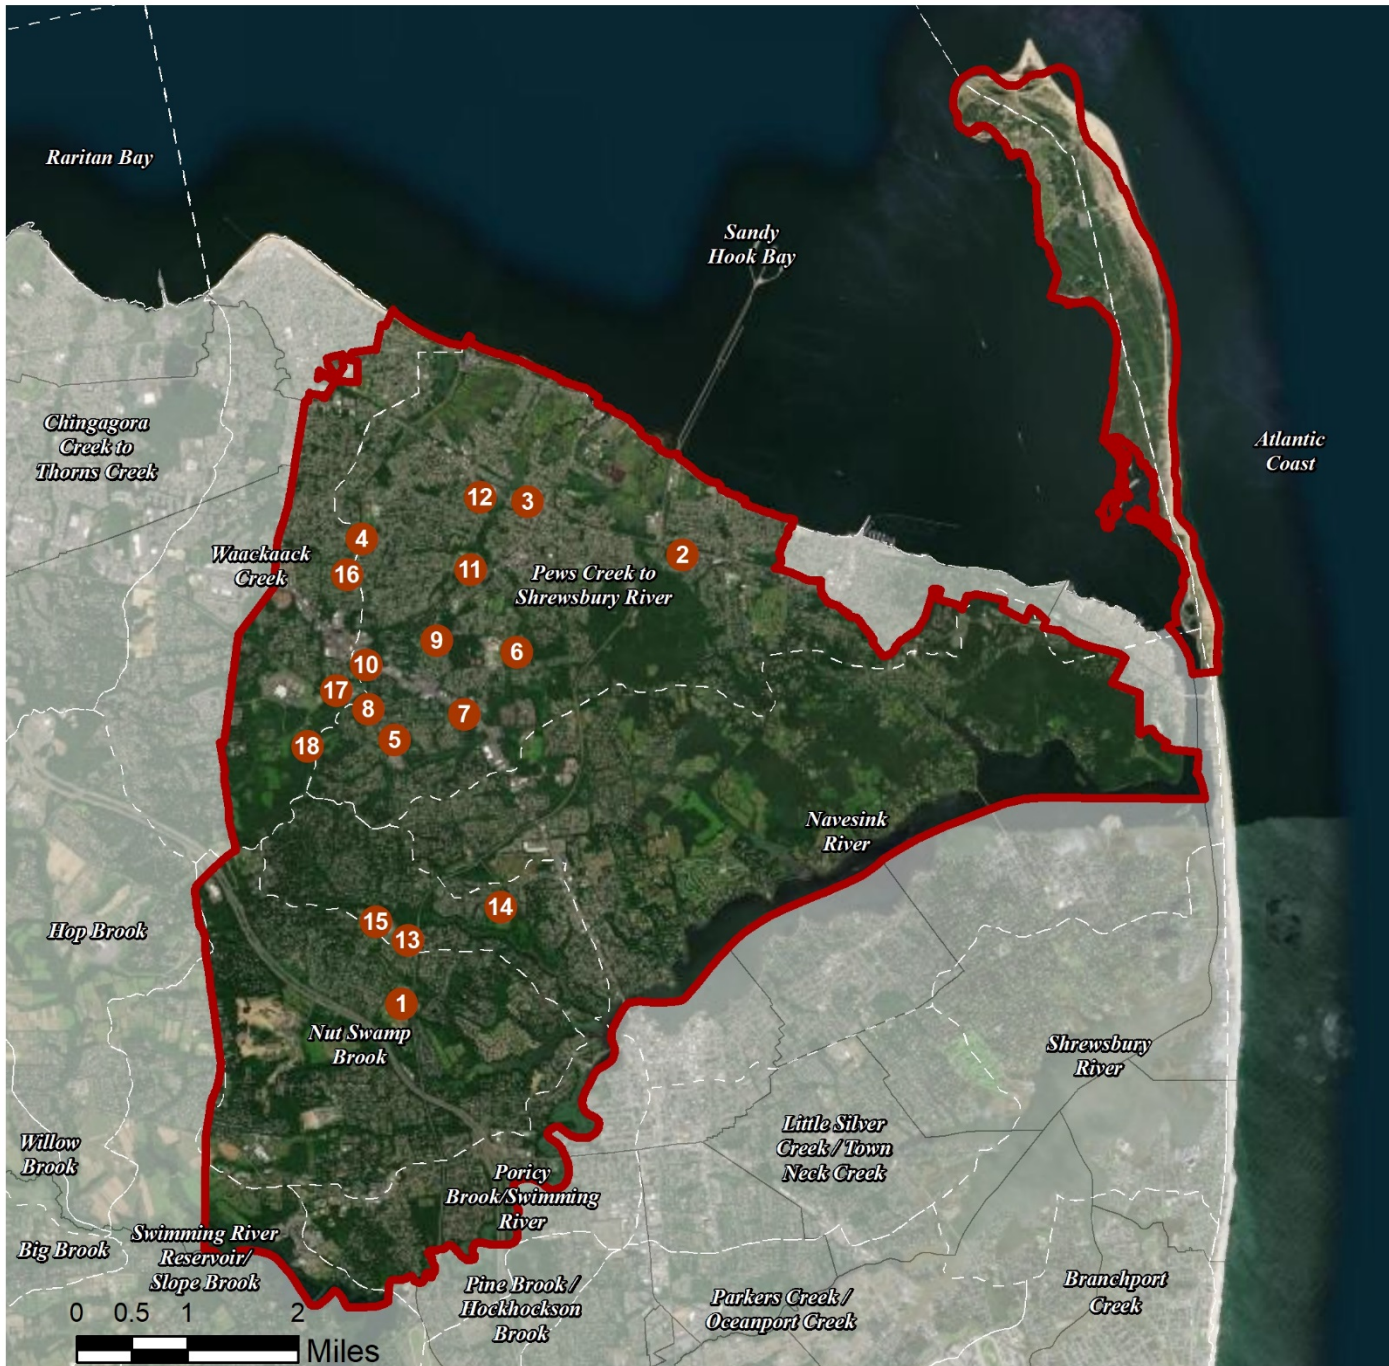 Raritan Bay
Sandy
Hook Bay
Chingagora
Creek to
Thorns Creek
Atlantic
Coast
12
3
4
2
Waackaack
Creek
16
11
Pews Creek to
Shrewsbury River
9
6
10
17
8
7
5
18
Navesink
River
14
15
Hop Brook
13
1
Nut Swamp
Brook
Shrewsbury
River
Little Silver
Creek / Town
Neck Creek
Willow
Brook
Poricy
Brook/Swimming
River
Big Brook
Swimming River
Reservoir/
Slope Brook
Pine Brook /
Hockhockson
Brook
Parkers Creek /
Oceanport Creek
Branchport
Creek
0 0.5 1 2
Miles